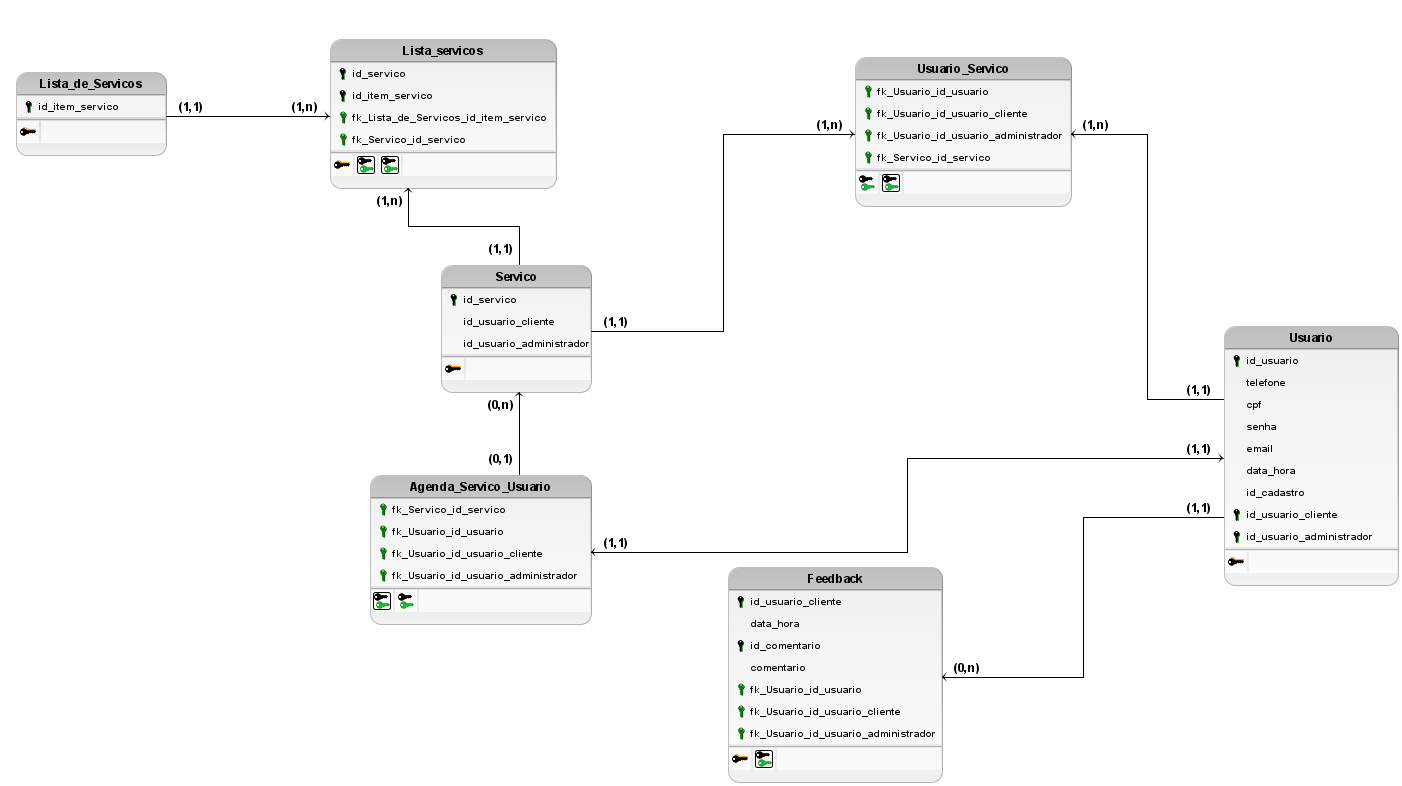 Lista_de_Servicos
id_item_servico
(1,1)
(1,n)
Lista_servicos
id_servico
id_item_servico
fk_Lista_de_Servicos_id_item_servico
fk_Servico_id_servico
(1,n)
(1,1)
Usuario_Servico
fk_Usuario_id_usuario
fk_Usuario_id_usuario_cliente
fk_Usuario_id_usuario_administrador
fk_Servico_id_servico
(1,n)
(1,n)
Servico
id_servico
id_usuario_cliente
id_usuario_administrador
(1,1)
(0,n)
(0,1)
Usuario
id_usuario
telefone
cpf
senha
email
data_hora
id_cadastro
id_usuario_cliente
id_usuario_administrador
(1,1)
(1,1)
(1,1)
Agenda_Servico_Usuario
fk_Servico_id_servico
fk_Usuario_id_usuario
fk_Usuario_id_usuario_cliente
fk_Usuario_id_usuario_administrador
(1,1)
Feedback
id_usuario_cliente
data_hora
id_comentario
comentario
fk_Usuario_id_usuario
fk_Usuario_id_usuario_cliente
fk_Usuario_id_usuario_administrador
(0,n)